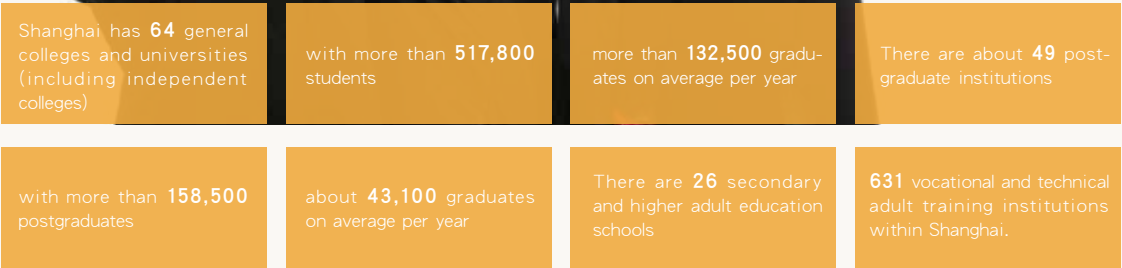 Shanghai has 64 general
colleges and universities
(including independent
colleges)
with more than 517,800
students
more than 132,500 gradu-
ates on average per year
There are about 49 post-
graduate institutions
with more than 158,500
postgraduates
about 43,100 graduates
on average per year
There are 26 secondary
and higher adult education
schools
631 vocational and technical
adult training institutions
within Shanghai.